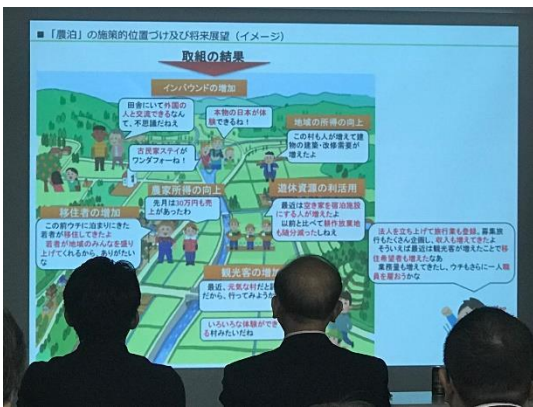 ■「農泊」の施策的位置づけ及び将来展望（イメージ）
取組の結果
インバウンドの増加
田舎にいて外国の
人と交流できるなん
て、不思議だねえ
本物の日本が体
験できるね！
古民家ステイが
ワンダフォーね！
地域の所得の向上
この村も人が増えて建
物の建築・改修需要が
増えたよ
農家所得の向上
先月は30万円も売
上があったわ
遊休資源の利活用
最近は空き家を宿泊施設
にする人が増えたよ
以前と比べて耕作放棄地
も随分減ったしねえ
移住者の増加
この前ウチに泊まりにきた
若者が移住してきたよ
若者が地域のみんなを盛り
上げてくれるから、ありがたい
な
観光客の増加
最近、元気な村だと
だから、行ってみよう
いろいろな体験ができ
る村みたいだね
法人を立ち上げて旅行業も登録。募集旅
行もたくさん企画し、収入も増えてきたよ
そういえば最近は観光客が増えたことで移
住希望者も増えたなあ
業務量も増えてきたし、ウチもさらに一人職
員を雇おうかな